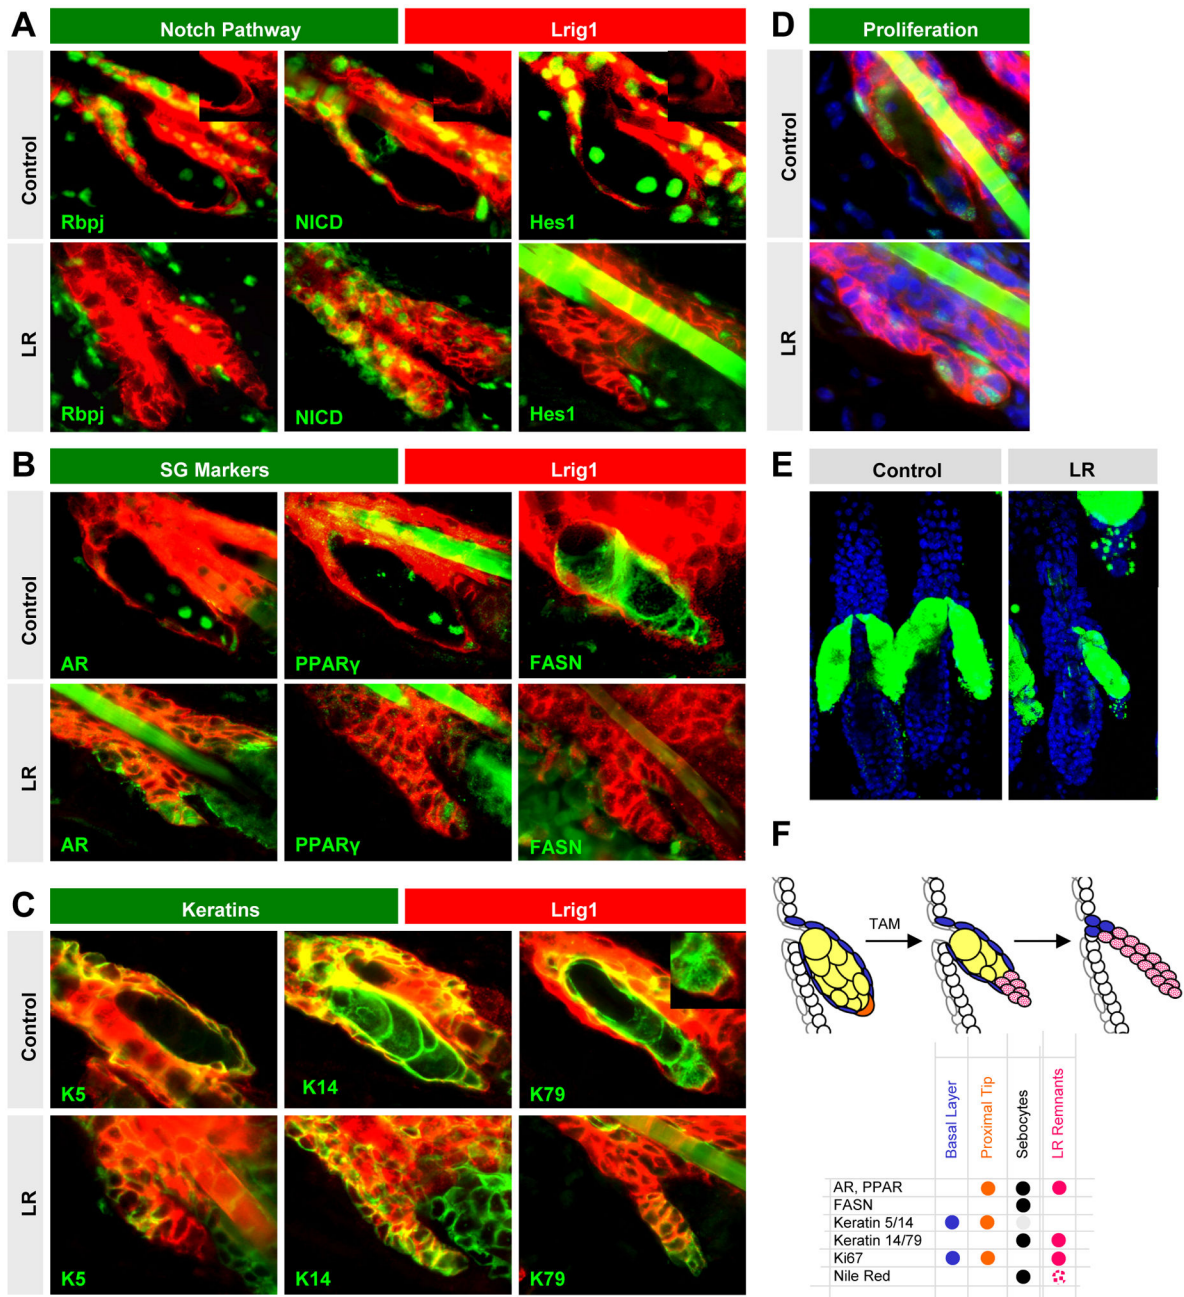 A
Notch Pathway
Lrig1
Control
Rbpj
NICD
Hes1
LR
Rbpj
NICD
Hes1
B
SG Markers
Lrig1
Control
AR
PPARγ
FASN
LR
AR
PPARγ
FASN
C
Keratins
Lrig1
Control
K5
K14
K79
LR
K5
K14
K79
D
Proliferation
Control
LR
E
Control
LR
F
TAM
Basal Layer
Proximal Tip
Sebocytes
LR Remnants
AR, PPAR
FASN
Keratin 5/14
Keratin 14/79
Ki67
Nile Red